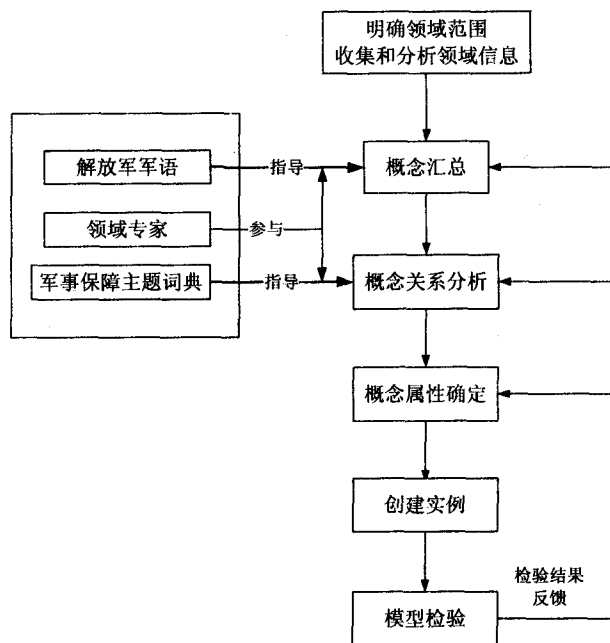 明确领域范围
收集和分析领域信息
解放军军语
指导
概念汇总
领域专家
参与
军事保障主题词典
指导
概念关系分析
概念属性确定
创建实例
模型检验
检验结果
反馈